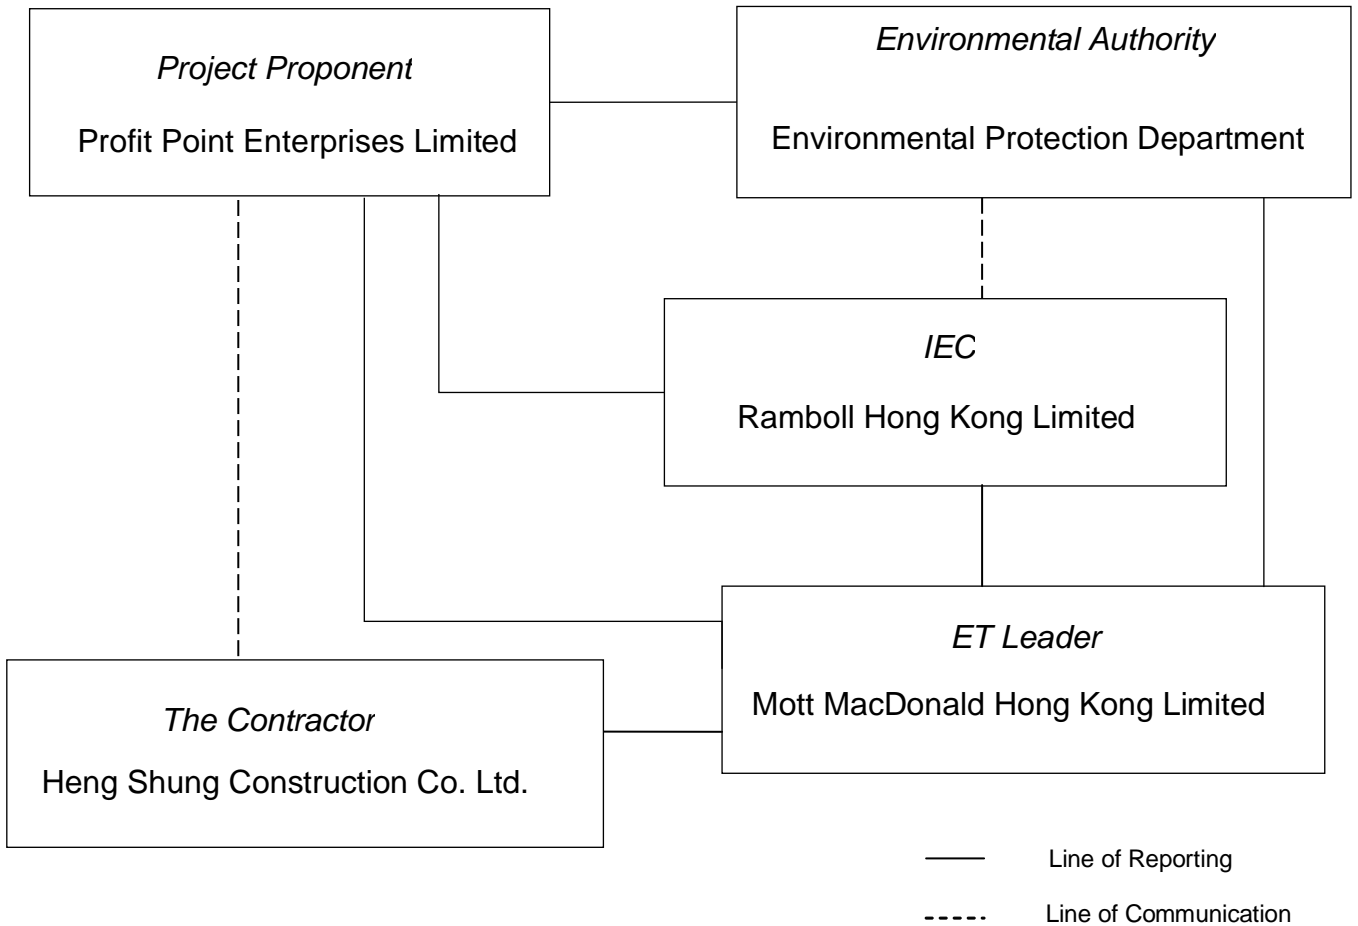 Project Proponent
Profit Point Enterprises Limited
Environmental Authority
Environmental Protection Department
IEC
Ramboll Hong Kong Limited
ET Leader
Mott MacDonald Hong Kong Limited
The Contractor
Heng Shung Construction Co. Ltd.
Line of Reporting
Line of Communication